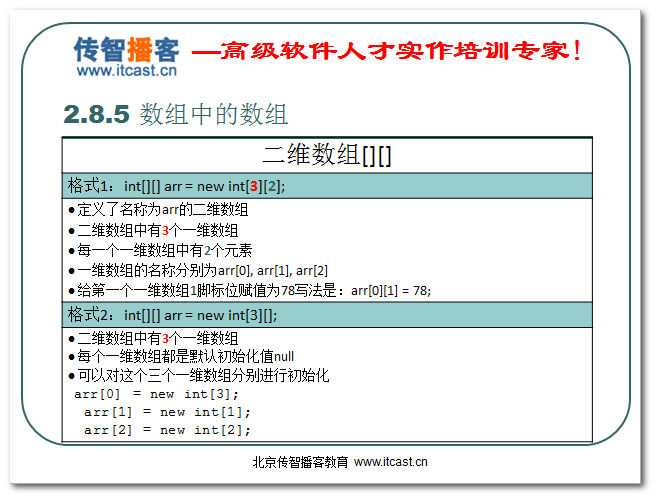 传智播客 —高级软件人才实作培训专家!
www.itcast.cn
2.8.5 数组中的数组
二维数组[][]
格式1：int[][] arr = new int[3][2];
●定义了名称为arr的二维数组
●二维数组中有3个一维数组
●每一个一维数组中有2个元素
●一维数组的名称分别为arr[0], arr[1], arr[2]
●给第一个一维数组1脚标位赋值为78写法是：arr[0][1] = 78;
格式2：int[][] arr = new int[3][];
●二维数组中有3个一维数组
●每个一维数组都是默认初始化值null
●可以对这个三个一维数组分别进行初始化
arr[0] = new int[3];
arr[1] = new int[1];
arr[2] = new int[2];
北京传智播客教育 www.itcast.cn